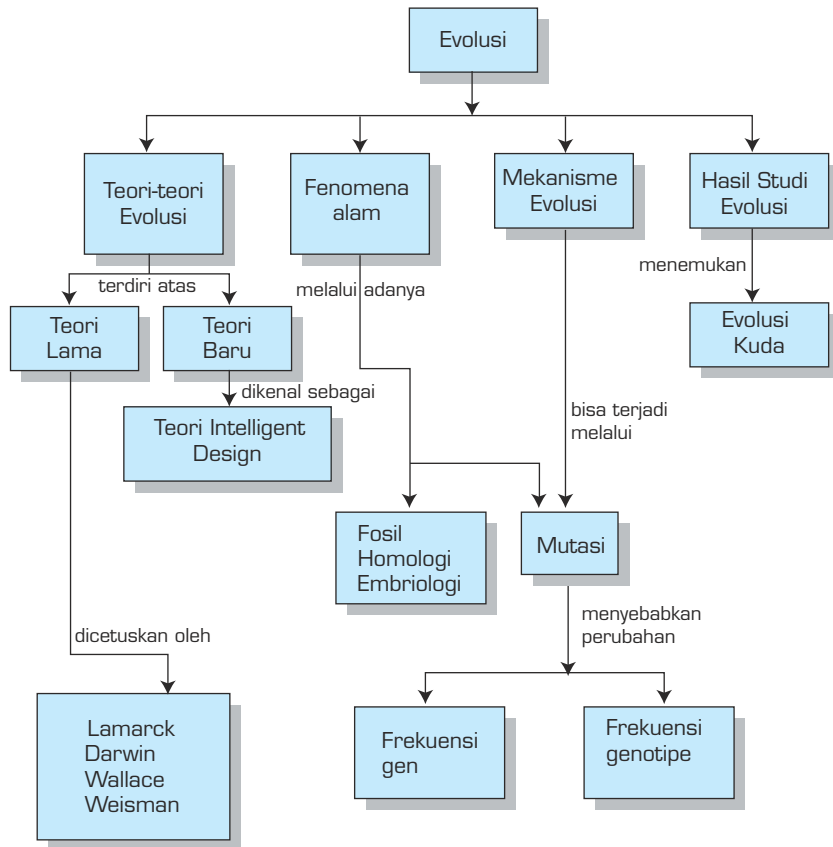 Evolusi
Teori-teori
Evolusi
Fenomena
alam
Mekanisme
Evolusi
Hasil Studi
Evolusi
terdiri atas
melalui adanya
menemukan
Teori
Lama
Teori
Baru
Evolusi
Kuda
dikenal sebagai
bisa terjadi
melalui
Teori Intelligent
Design
Fosil
Homologi
Embriologi
Mutasi
dicetuskan oleh
menyebabkan
perubahan
Lamarck
Darwin
Wallace
Weisman
Frekuensi
gen
Frekuensi
genotipe